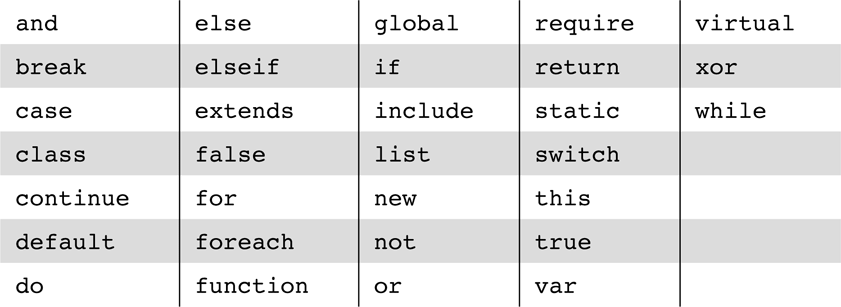 and else global require virtual
break elseif if return xor
case extends include static while
class false list switch
continue for new this
default foreach not true
do function or var